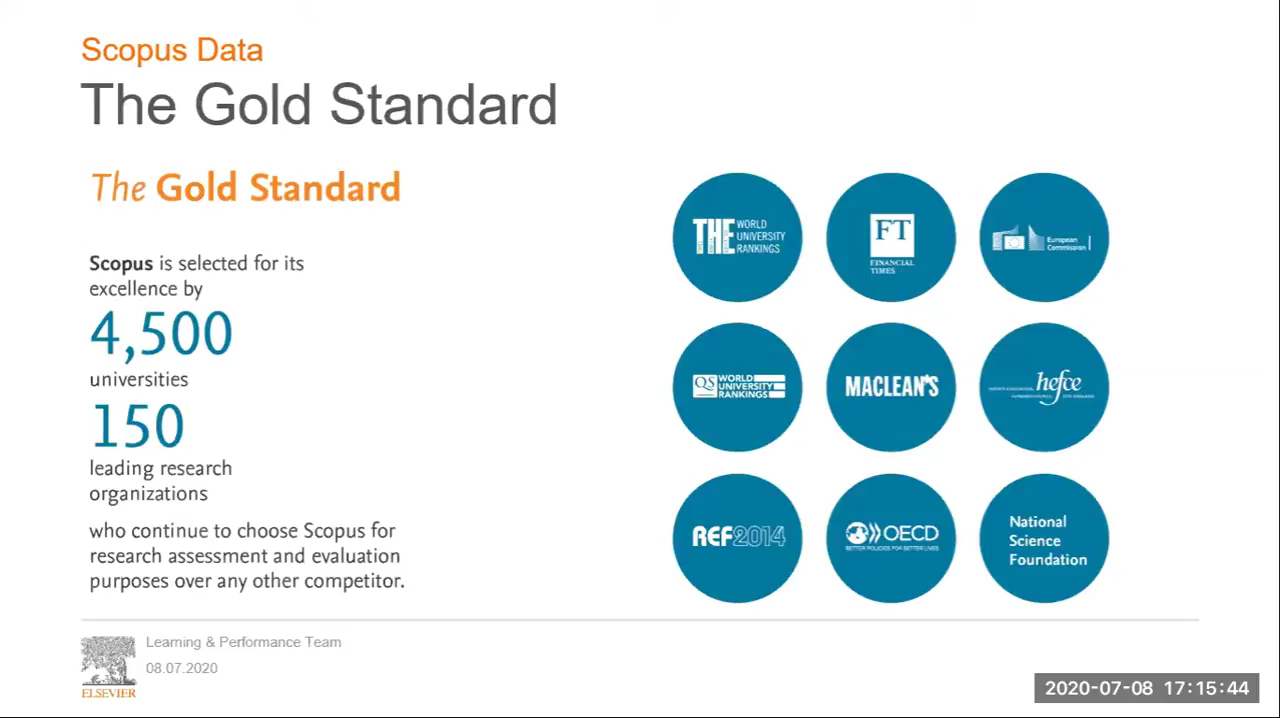 Scopus Data
The Gold Standard
The Gold Standard
Scopus is selected for its
excellence by
4,500
universities
150
leading research
organizations
who continue to choose Scopus for
research assessment and evaluation
purposes over any other competitor.
THE WORLD
UNIVERSITY
RANKINGS
FT
FINANCIAL
TIMES
European
Commission
QS WORLD
UNIVERSITY
RANKINGS
MACLEAN'S
hefce
REF2014
OECD
BETTER POLICIES FOR BETTER LIVES
National
Science
Foundation
ELSEVIER
Learning & Performance Team
08.07.2020
2020-07-08 17:15:44